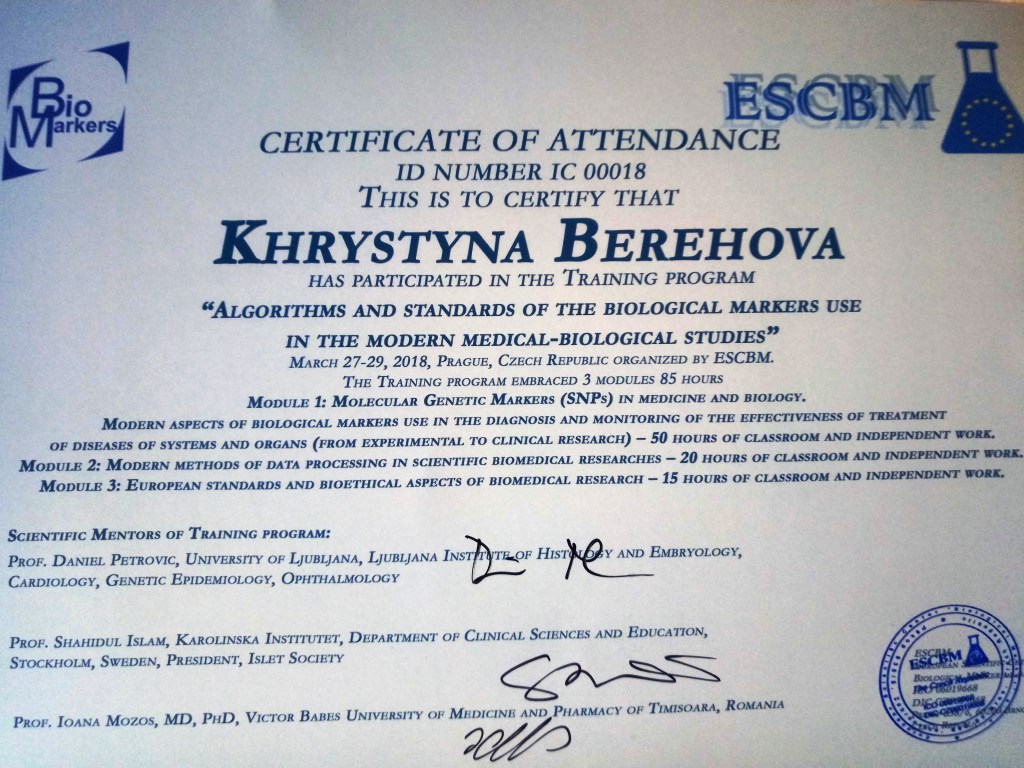 Bio
Markers
ESCBM
CERTIFICATE OF ATTENDANCE
ID NUMBER IC 00018
THIS IS TO CERTIFY THAT
KHRYSTYNA BEREHOVA
HAS PARTICIPATED IN THE TRAINING PROGRAM
“ALGORITHMS AND STANDARDS OF THE BIOLOGICAL MARKERS USE
IN THE MODERN MEDICAL-BIOLOGICAL STUDIES”
MARCH 27-29, 2018, PRAGUE, CZECH REPUBLIC ORGANIZED BY ESCBM.
THE TRAINING PROGRAM EMBRACED 3 MODULES 85 HOURS
MODULE 1: MOLECULAR GENETIC MARKERS (SNPS) IN MEDICINE AND BIOLOGY.
MODERN ASPECTS OF BIOLOGICAL MARKERS USE IN THE DIAGNOSIS AND MONITORING OF THE EFFECTIVENESS OF TREATMENT
OF DISEASES OF SYSTEMS AND ORGANS (FROM EXPERIMENTAL TO CLINICAL RESEARCH) – 50 HOURS OF CLASSROOM AND INDEPENDENT WORK.
MODULE 2: MODERN METHODS OF DATA PROCESSING IN SCIENTIFIC BIOMEDICAL RESEARCHES – 20 HOURS OF CLASSROOM AND INDEPENDENT WORK.
MODULE 3: EUROPEAN STANDARDS AND BIOETHICAL ASPECTS OF BIOMEDICAL RESEARCH – 15 HOURS OF CLASSROOM AND INDEPENDENT WORK.
SCIENTIFIC MENTORS OF TRAINING PROGRAM:
PROF. DANIEL PETROVIC, UNIVERSITY OF LJUBLJANA, LJUBLJANA INSTITUTE OF HISTOLOGY AND EMBRYOLOGY,
CARDIOLOGY, GENETIC EPIDEMIOLOGY, OPHTHALMOLOGY
PROF. SHAHIDUL ISLAM, KAROLINSKA INSTITUTET, DEPARTMENT OF CLINICAL SCIENCES AND EDUCATION,
STOCKHOLM, SWEDEN, PRESIDENT, ISLET SOCIETY
PROF. IOANA MOZOS, MD, PHD, VICTOR BABES UNIVERSITY OF MEDICINE AND PHARMACY OF TIMISOARA, ROMANIA
ESCBM
ESCBM